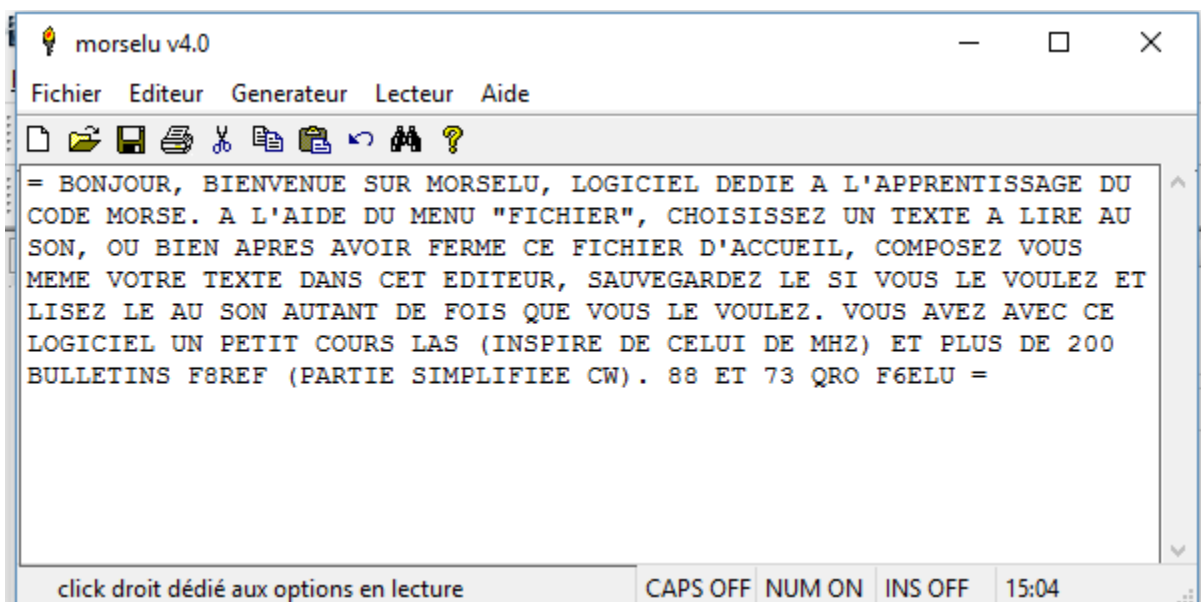 morselu v4.0
Fichier Editeur Generateur Lecteur Aide
= BONJOUR, BIENVENUE SUR MORSELU, LOGICIEL DEDIE A L'APPRENTISSAGE DU
CODE MORSE. A L'AIDE DU MENU "FICHIER", CHOISISSEZ UN TEXTE A LIRE AU
SON, OU BIEN APRES AVOIR FERME CE FICHIER D'ACCUEIL, COMPOSEZ VOUS
MEME VOTRE TEXTE DANS CET EDITEUR, SAUVEGARDEZ LE SI VOUS LE VOULEZ ET
LISEZ LE AU SON AUTANT DE FOIS QUE VOUS LE VOULEZ. VOUS AVEZ AVEC CE
LOGICIEL UN PETIT COURS LAS (INSPIRE DE CELUI DE MHZ) ET PLUS DE 200
BULLETINS F8REF (PARTIE SIMPLIFIEE CW). 88 ET 73 QRO F6ELU =
click droit dédié aux options en lecture CAPS OFF NUM ON INS OFF 15:04